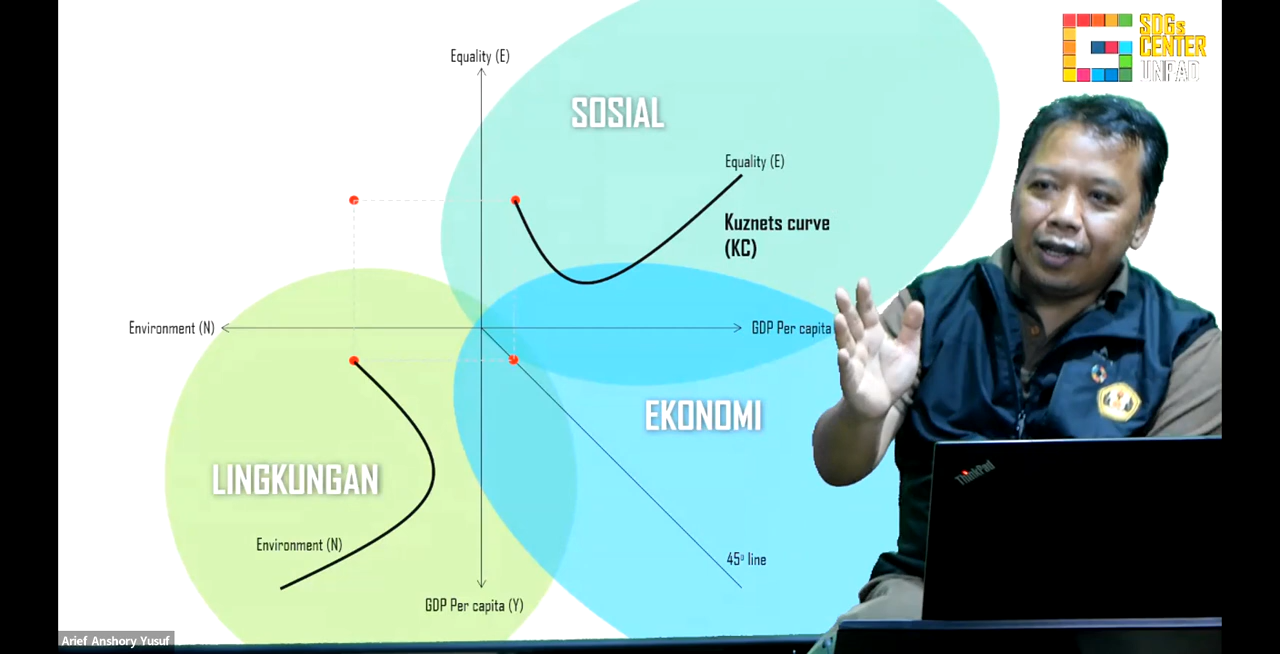 SDGs
CENTER
UNPAD
Equality (E)
SOSIAL
Equality (E)
Kuznets curve
(KC)
Environment (N)
GDP Per capita
EKONOMI
LINGKUNGAN
ThinkPad
Environment (N)
45º line
GDP Per capita (Y)
Arief Anshory Yusuf